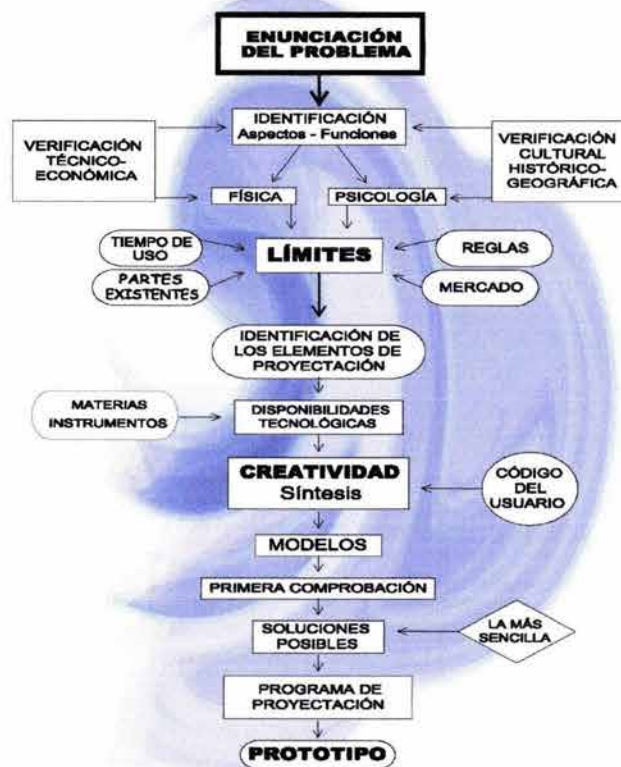 ENUNCIACIÓN
DEL PROBLEMA
IDENTIFICACIÓN
Aspectos - Funciones
VERIFICACIÓN
TÉCNICO-
ECONÓMICA
VERIFICACIÓN
CULTURAL
HISTÓRICO-
GEOGRÁFICA
FÍSICA
PSICOLOGÍA
TIEMPO DE
USO
LÍMITES
REGLAS
PARTES
EXISTENTES
MERCADO
IDENTIFICACIÓN DE
LOS ELEMENTOS DE
PROYECTACIÓN
MATERIAS
INSTRUMENTOS
DISPONIBILIDADES
TECNOLÓGICAS
CREATIVIDAD
Síntesis
CÓDIGO
DEL
USUARIO
MODELOS
PRIMERA COMPROBACIÓN
SOLUCIONES
POSIBLES
LA MÁS
SENCILLA
PROGRAMA DE
PROYECTACIÓN
PROTOTIPO